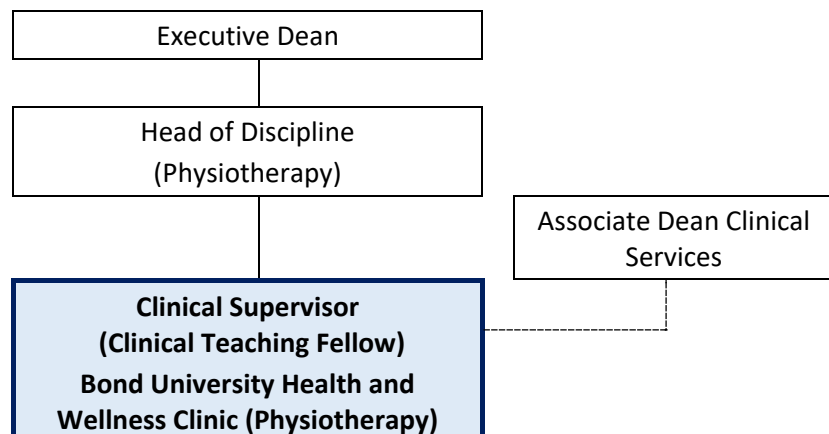 Executive Dean
Head of Discipline
(Physiotherapy)
Associate Dean Clinical
Services
Clinical Supervisor
(Clinical Teaching Fellow)
Bond University Health and
Wellness Clinic (Physiotherapy)